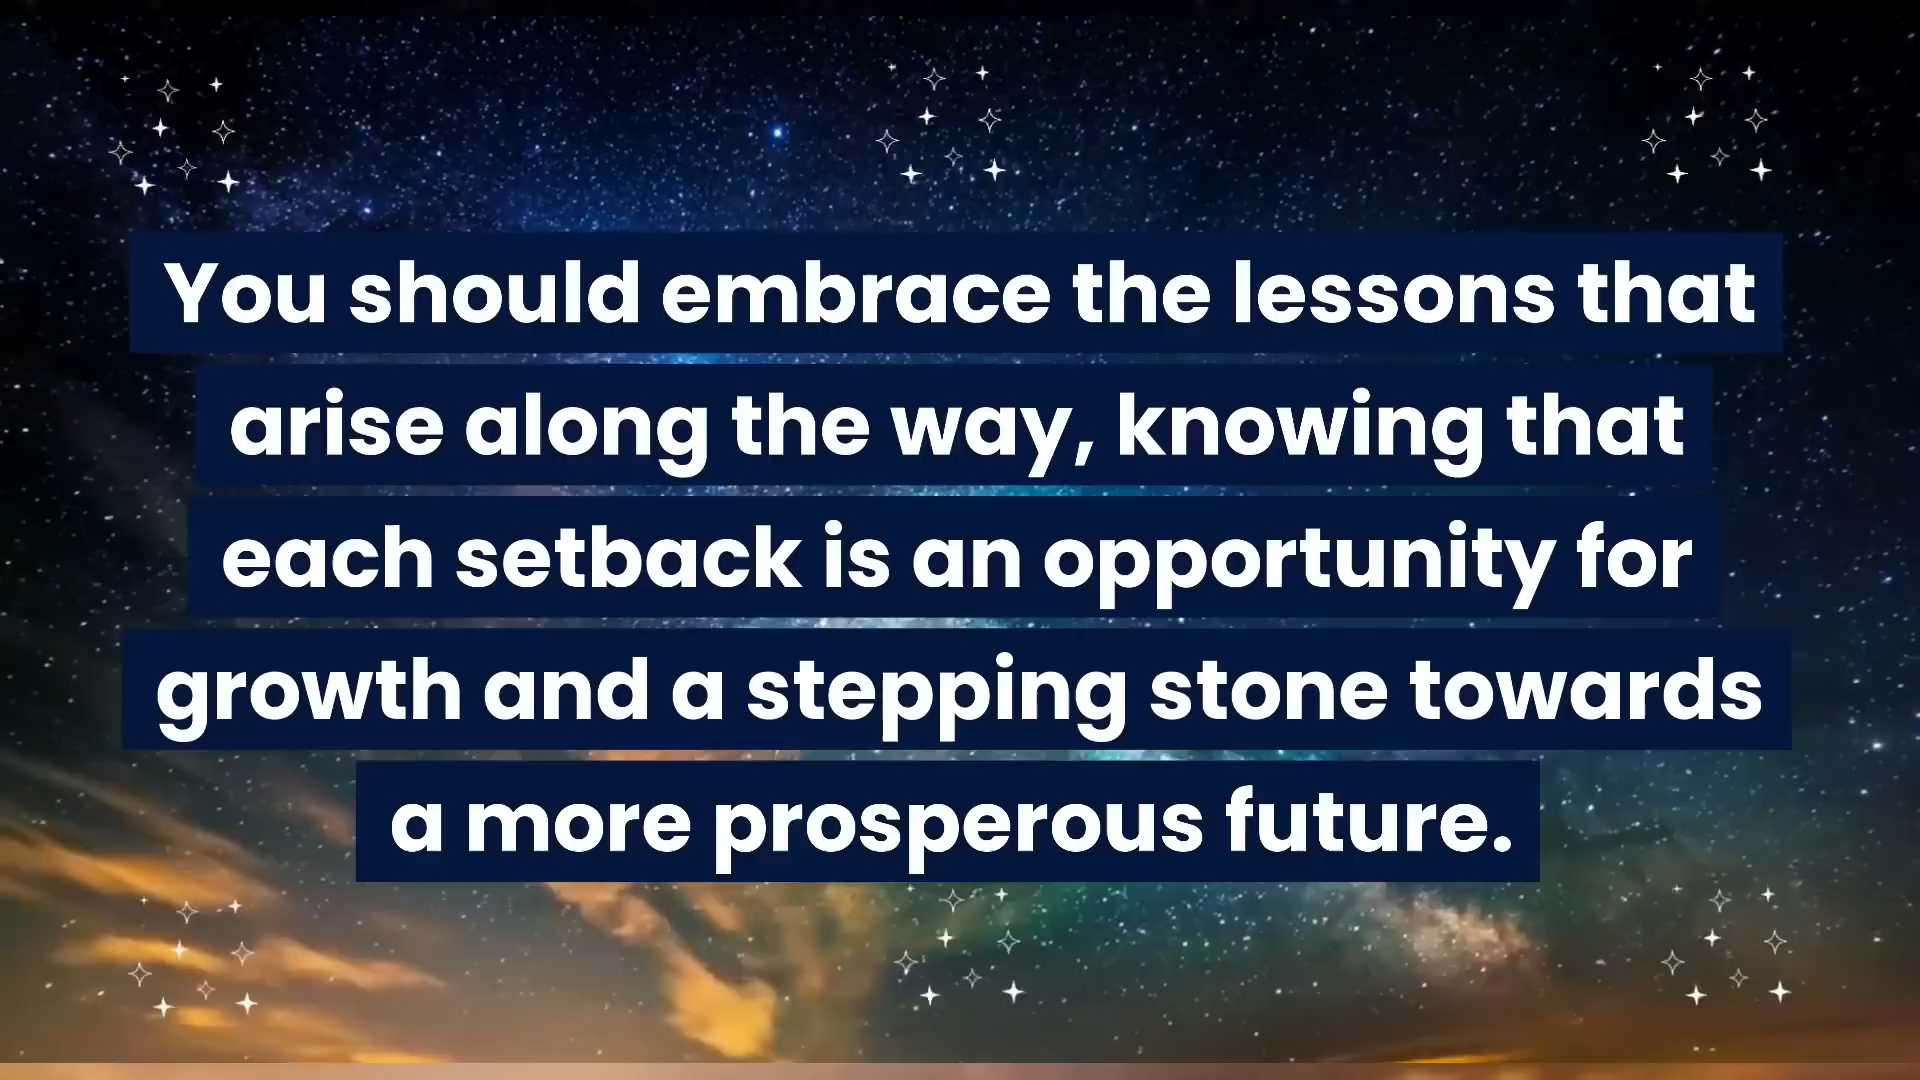 You should embrace the lessons that
arise along the way, knowing that
each setback is an opportunity for
growth and a stepping stone towards
a more prosperous future.